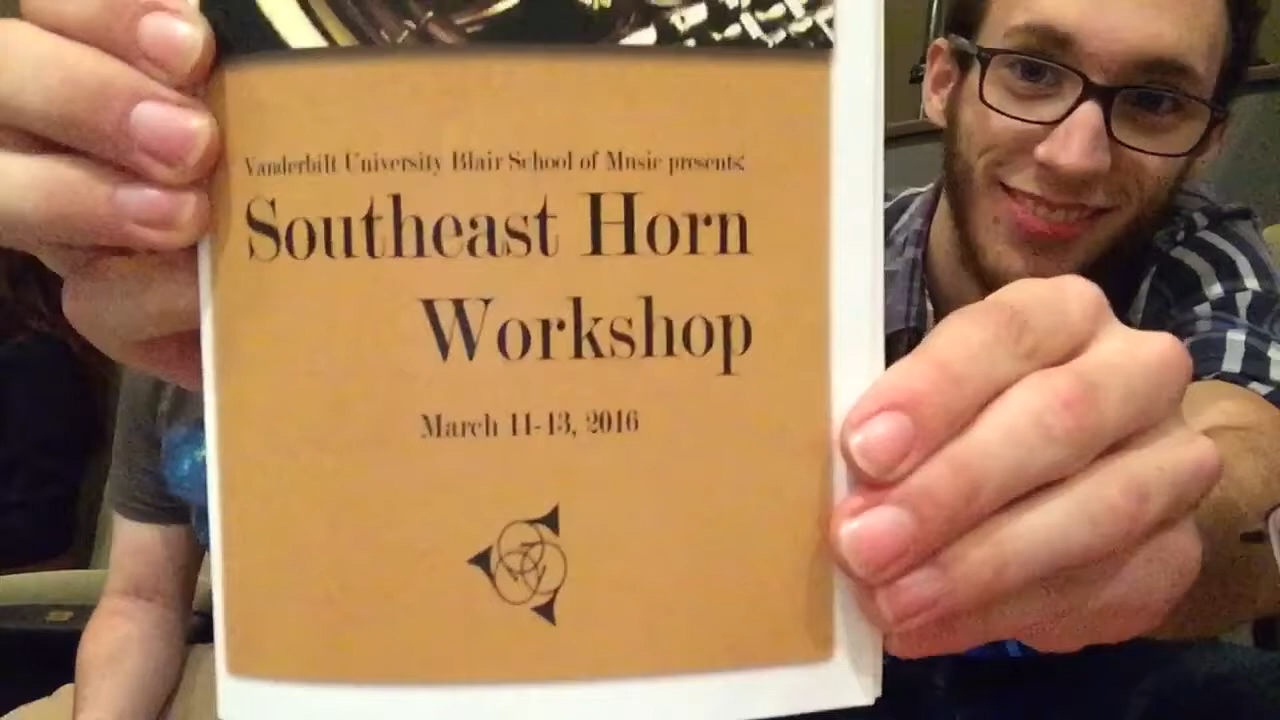 Vanderbilt University Blair School of Music presents:
Southeast Horn
Workshop
March 11-13, 2016